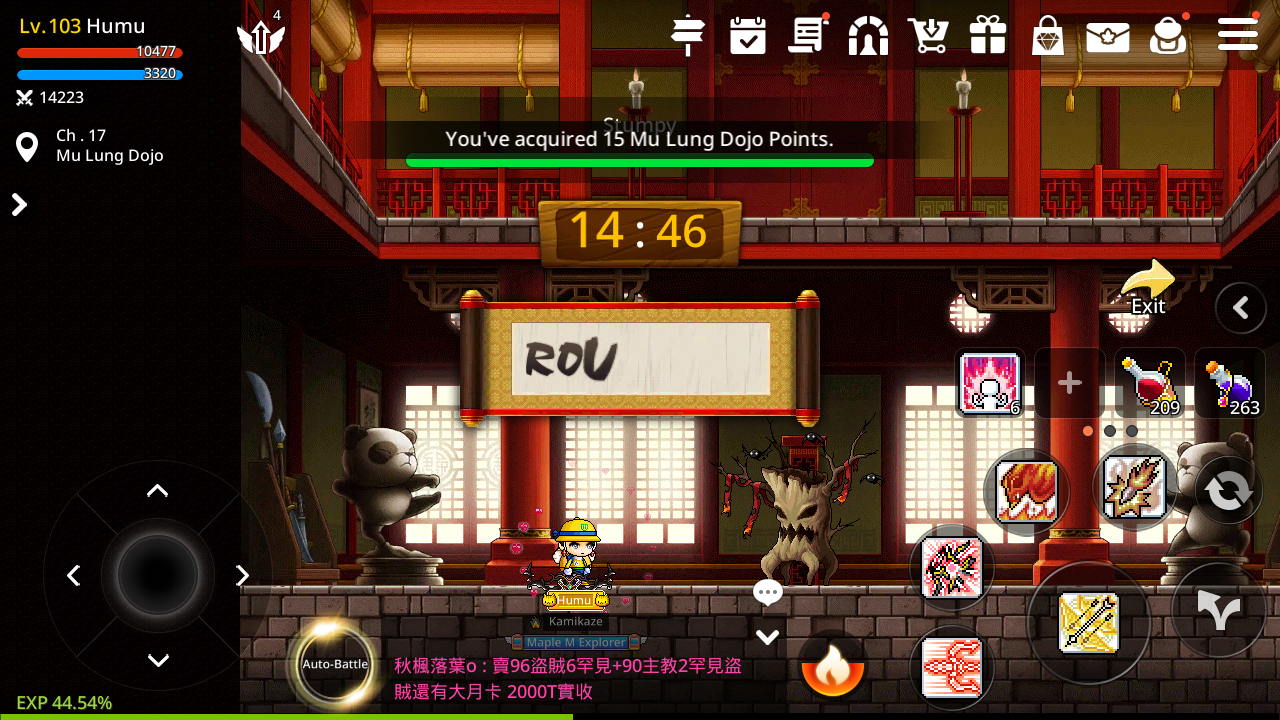 Lv.103 Humu
4
10477
3320
14223
Ch . 17
Mu Lung Dojo
Stumpy
You've acquired 15 Mu Lung Dojo Points.
14 : 46
ROU
Exit
6
209
263
Humu
Kamikaze
Maple M Explorer
Auto-Battle
秋楓落葉o : 賣96盜賊6罕見+90主教2罕見盜
賊還有大月卡 2000T實收
EXP 44.54%